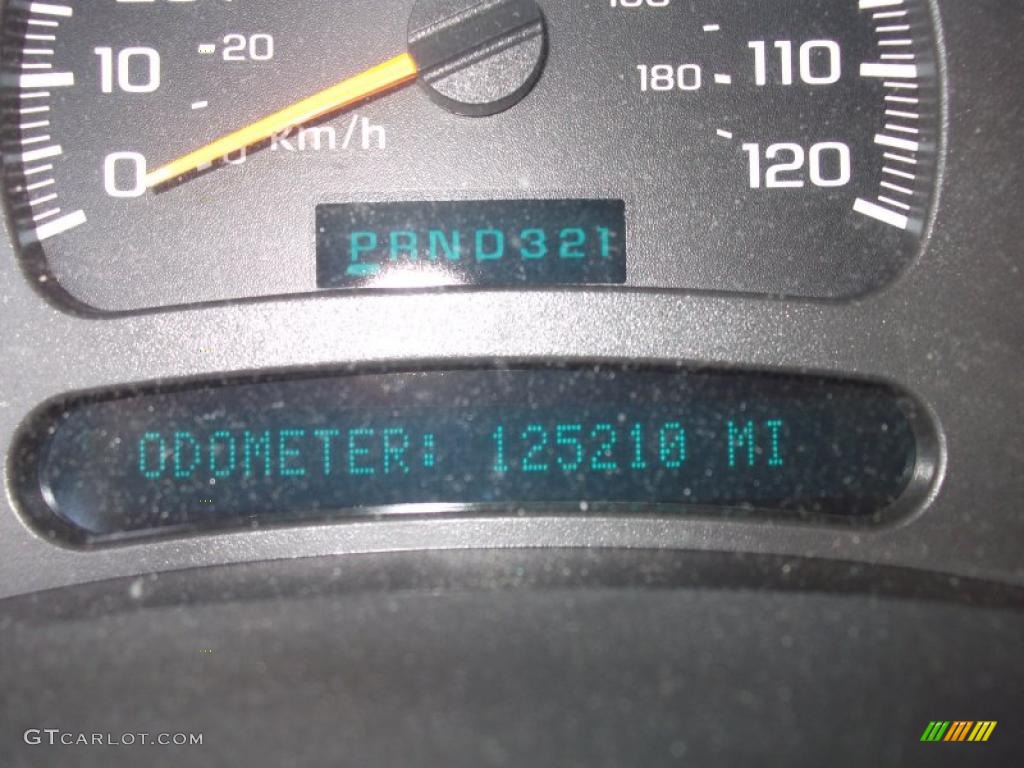 10 20 180 110
km/h
0 120
PRND321
ODOMETER: 125210 MI
GTCARLOT.COM